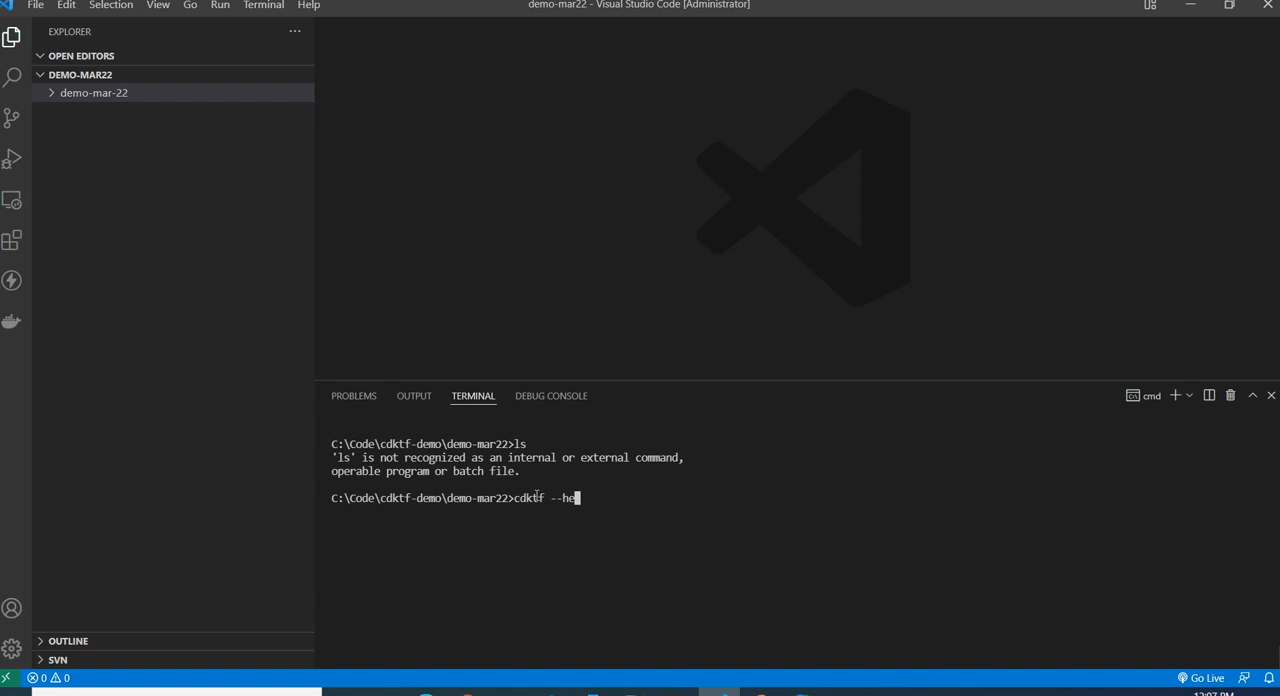 File Edit Selection View Go Run Terminal Help
demo-mar22 - Visual Studio Code [Administrator]
EXPLORER
OPEN EDITORS
DEMO-MAR22
demo-mar-22
OUTLINE
SVN
PROBLEMS OUTPUT TERMINAL DEBUG CONSOLE
cmd
C:\Code\cdktf-demo\demo-mar22>ls
'ls' is not recognized as an internal or external command,
operable program or batch file.
C:\Code\cdktf-demo\demo-mar22>cdktf --he
0 0
Go Live
12:07 PM